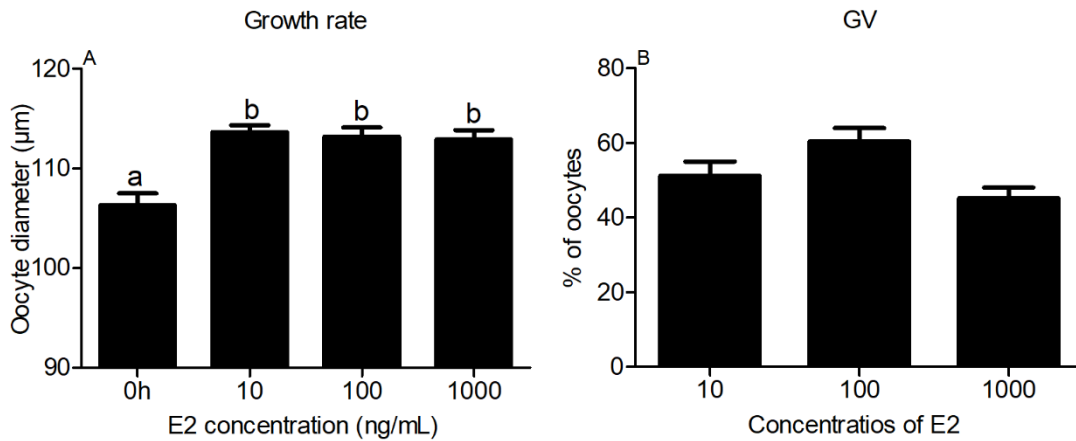 Growth rate
A
120
110
100
90
Oocyte diameter (µm)
a
b
b
b
0h
10
100
1000
E2 concentration (ng/mL)
GV
B
80
60
40
20
0
% of oocytes
10
100
1000
Concentratios of E2